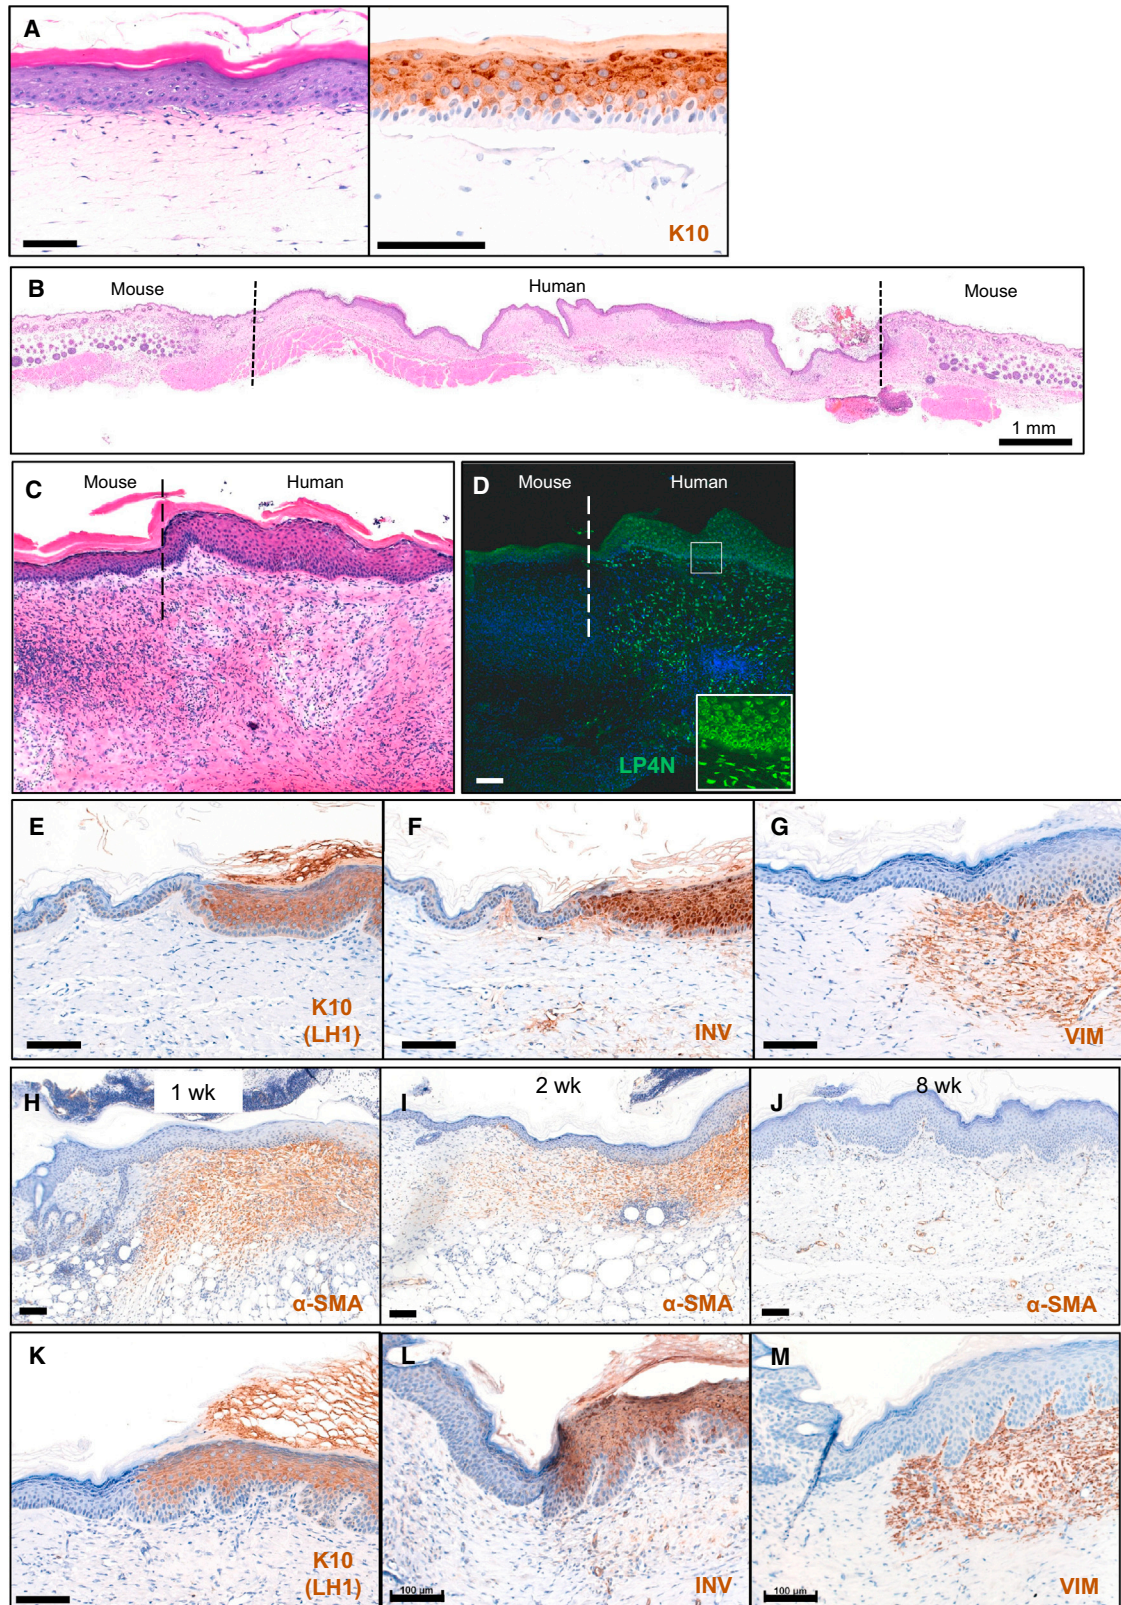 A
K10
B
Mouse
Human
Mouse
1 mm
C
Mouse
Human
D
Mouse
Human
LP4N
E
K10
(LH1)
F
INV
G
VIM
H
1 wk
α-SMA
I
2 wk
α-SMA
J
8 wk
α-SMA
K
K10
(LH1)
L
100 μm
INV
M
100 μm
VIM